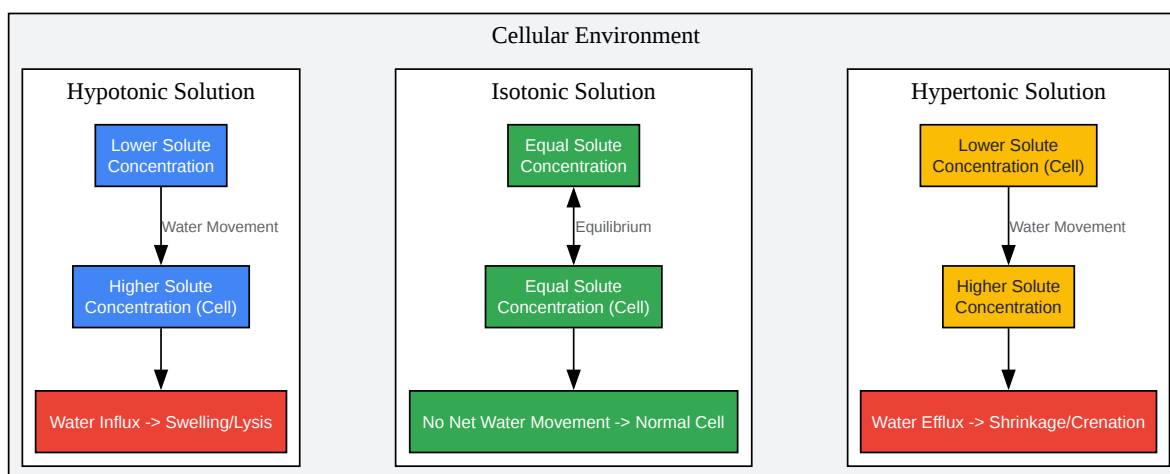 Cellular Environment
Hypotonic Solution
Lower Solute
Concentration
Water Movement
Higher Solute
Concentration (Cell)
Water Influx -> Swelling/Lysis
Isotonic Solution
Equal Solute
Concentration
Equilibrium
Equal Solute
Concentration (Cell)
No Net Water Movement -> Normal Cell
Hypertonic Solution
Lower Solute
Concentration (Cell)
Water Movement
Higher Solute
Concentration
Water Efflux -> Shrinkage/Crenation